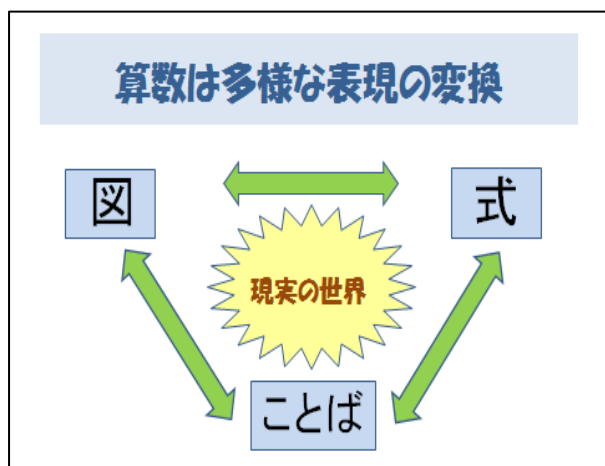 算数は多様な表現の変換
図
式
現実の世界
ことば